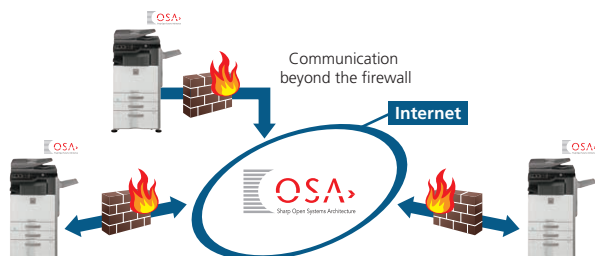 OSA
Communication
beyond the firewall
Internet
OSA
OSA
OSA
Sharp Open Systems Architecture